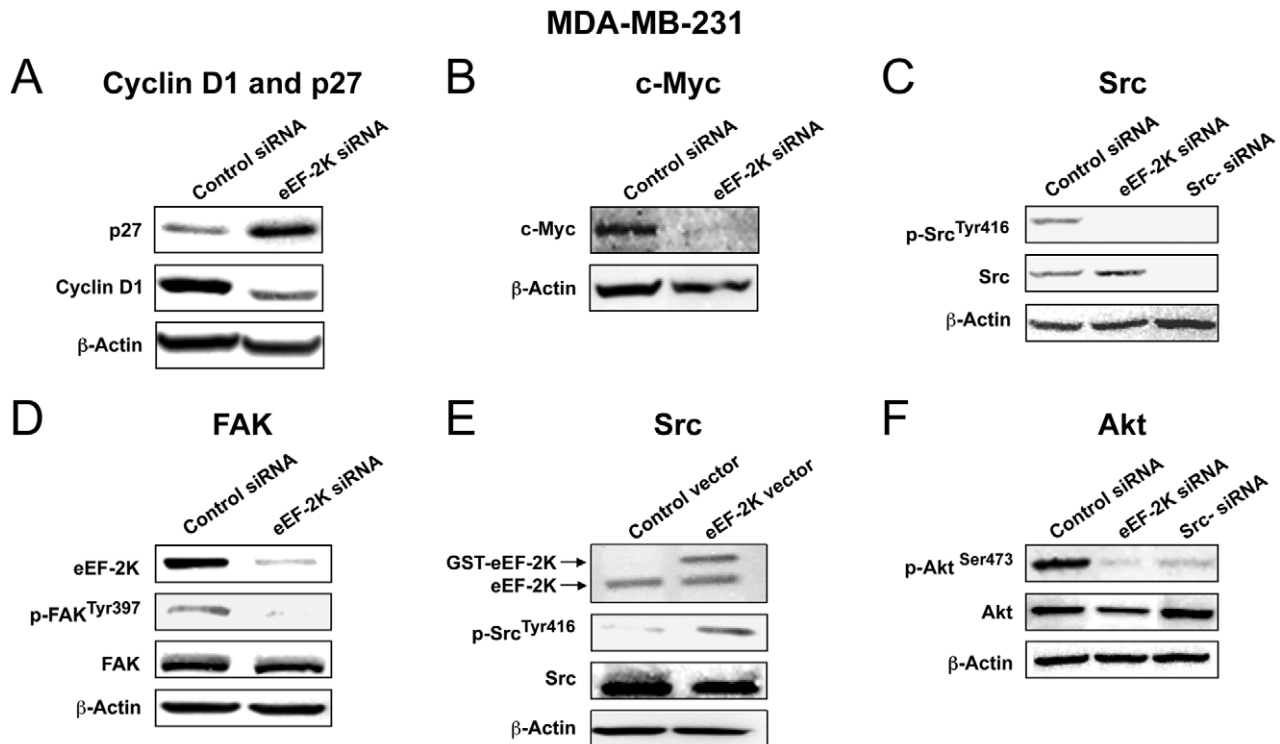 MDA-MB-231
A Cyclin D1 and p27
Control siRNA
eEF-2K siRNA
p27
Cyclin D1
β-Actin
B c-Myc
Control siRNA
eEF-2K siRNA
c-Myc
β-Actin
C Src
Control siRNA
eEF-2K siRNA
Src- siRNA
p-SrcTyr416
Src
β-Actin
D FAK
Control siRNA
eEF-2K siRNA
eEF-2K
p-FAKTyr397
FAK
β-Actin
E Src
Control vector
eEF-2K vector
GST-eEF-2K
eEF-2K
p-SrcTyr416
Src
β-Actin
F Akt
Control siRNA
eEF-2K siRNA
Src- siRNA
p-Akt Ser473
Akt
β-Actin